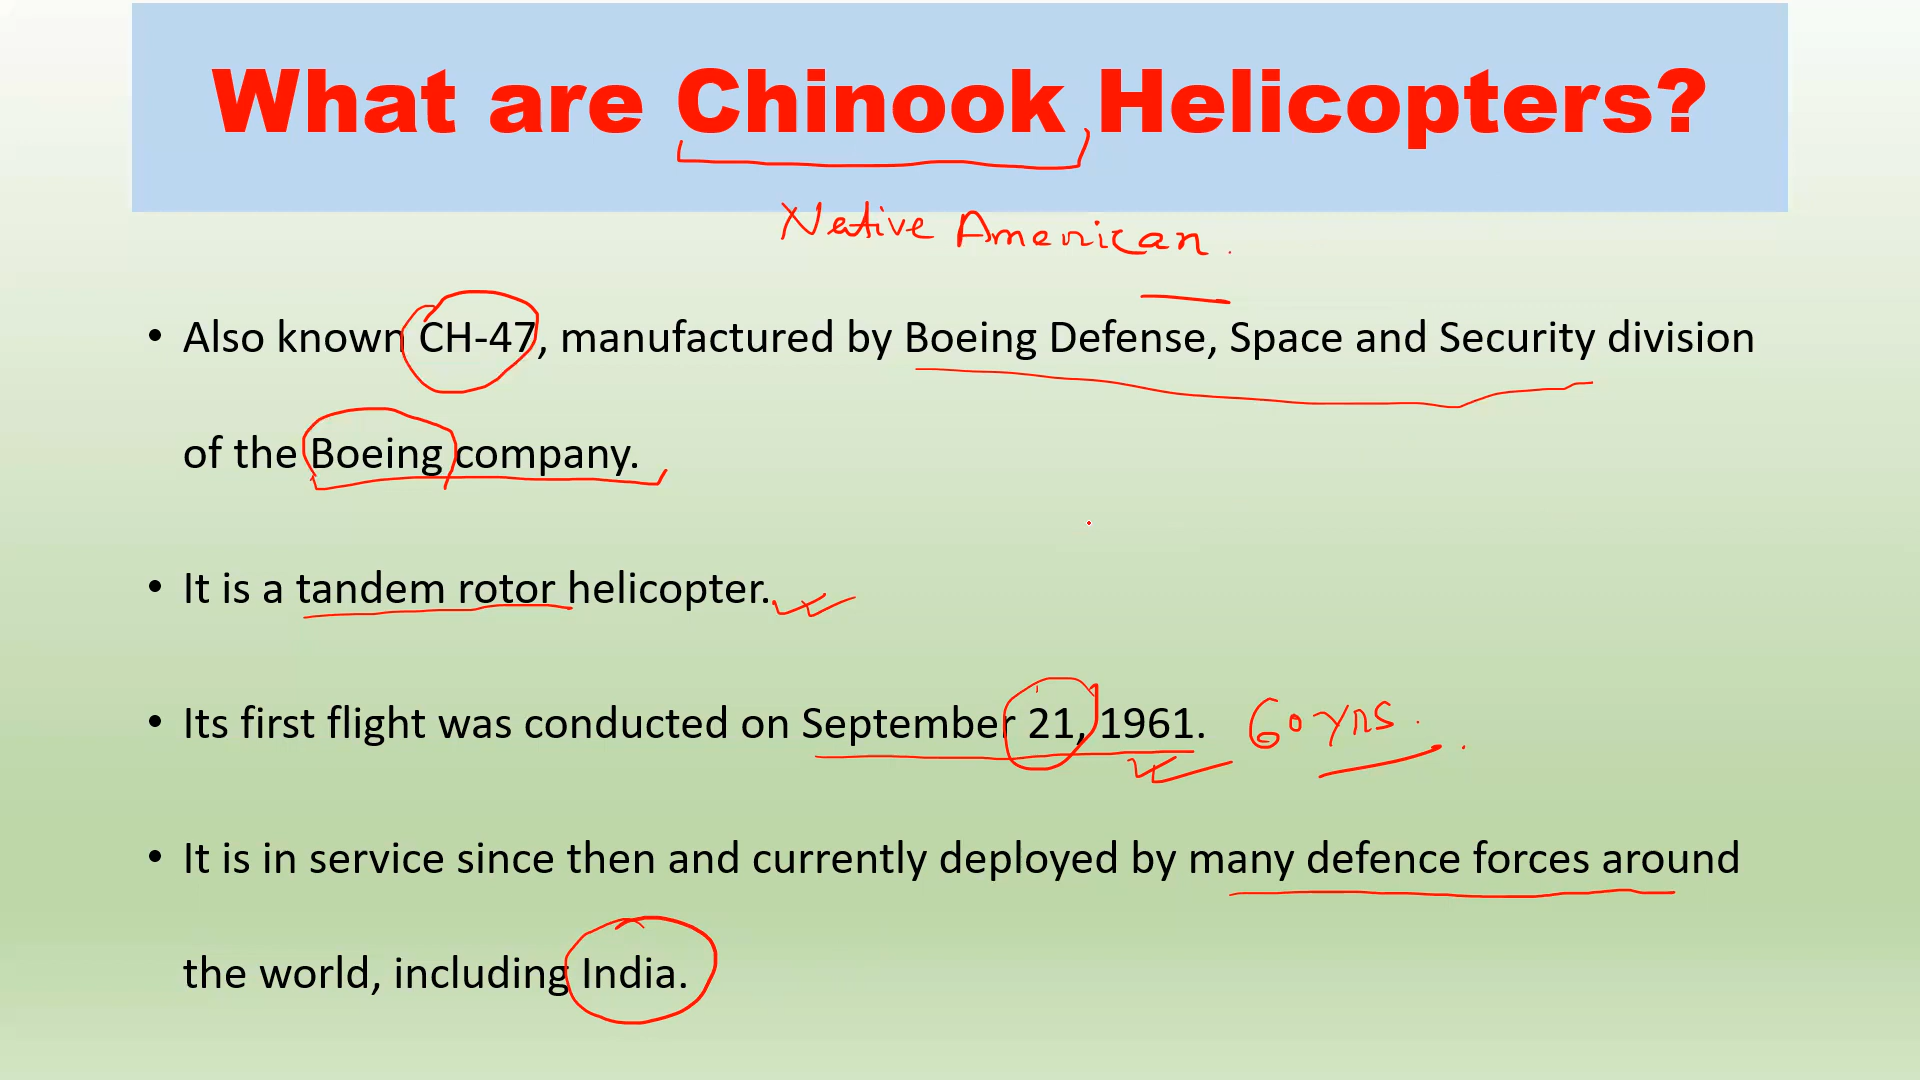 What are Chinook Helicopters?
Native American.
• Also known CH-47, manufactured by Boeing Defense, Space and Security division
of the Boeing company.
• It is a tandem rotor helicopter.
• Its first flight was conducted on September 21, 1961. 60 yrs.
• It is in service since then and currently deployed by many defence forces around
the world, including India.